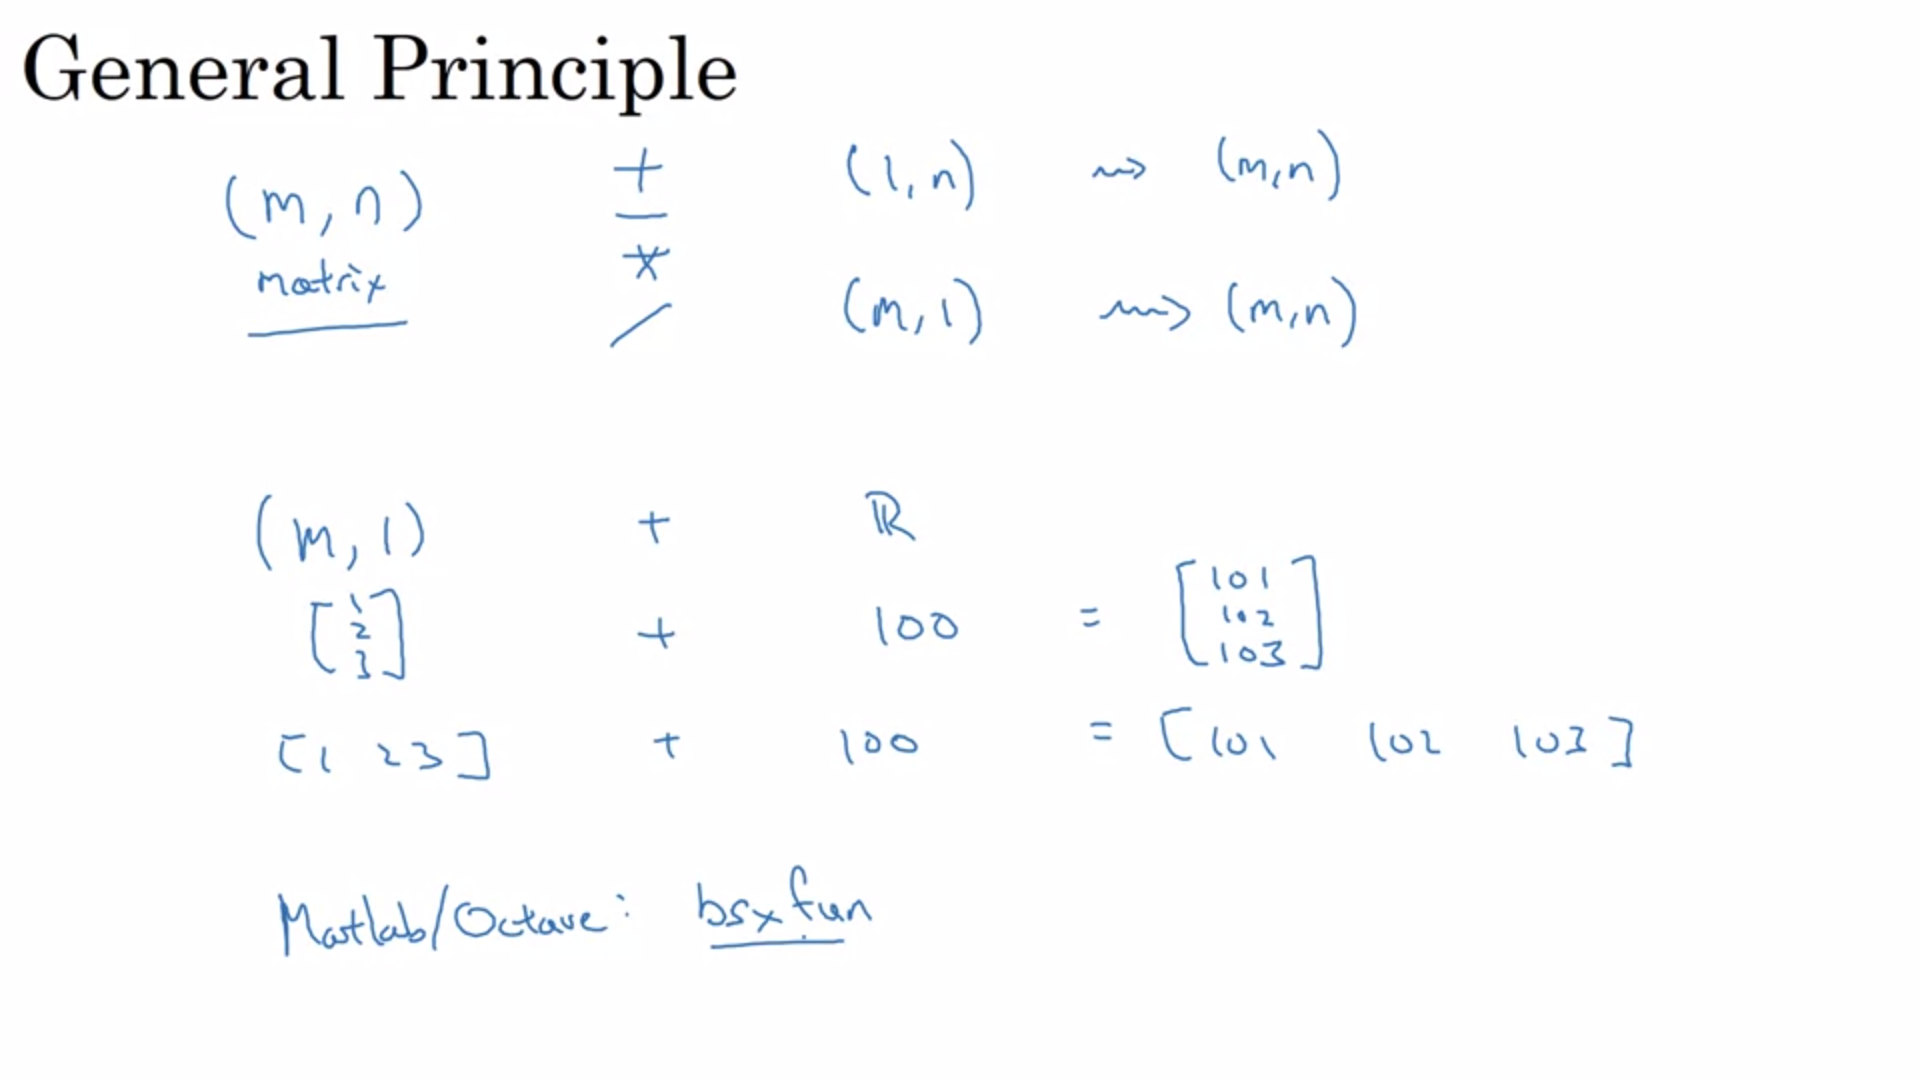 General Principle
(m, n) + (1, n) ⇝ (m, n)
matrix - *
/ (m, 1) ⇝ (m, n)
(m, 1) + ℝ
[1 2 3] + 100 = [101 102 103]
[1 2 3] + 100 = [101 102 103]
Matlab/Octave: bsxfun